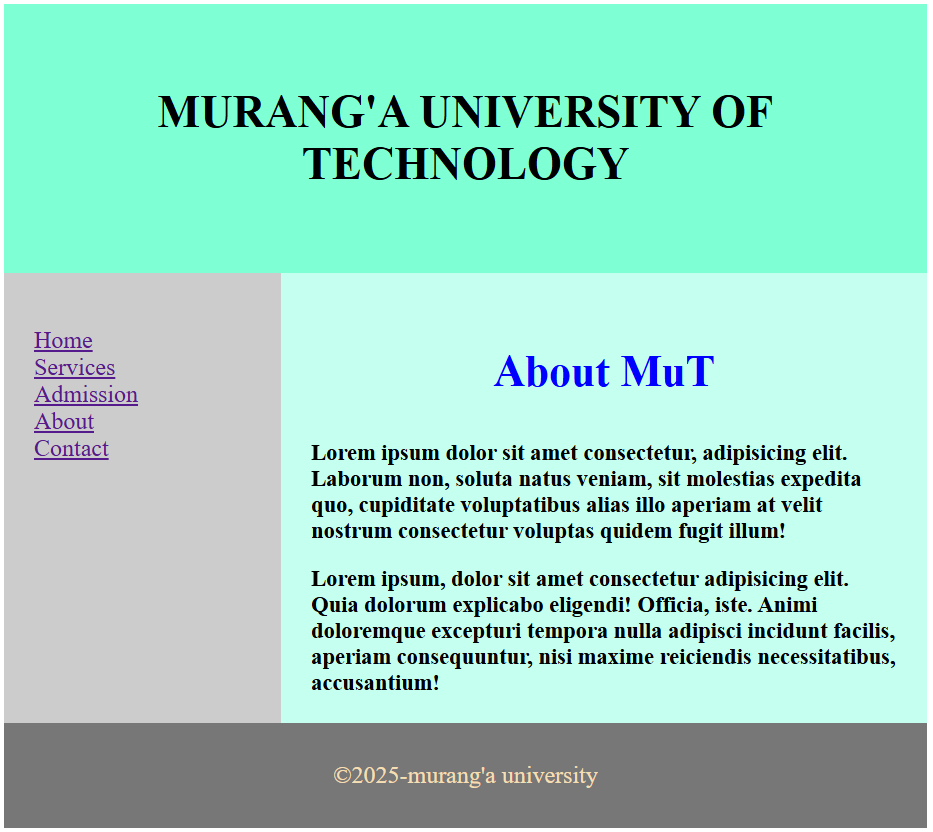 MURANG'A UNIVERSITY OF
TECHNOLOGY
Home
Services
Admission
About
Contact
About MuT
Lorem ipsum dolor sit amet consectetur, adipisicing elit.
Laborum non, soluta natus veniam, sit molestias expedita
quo, cupiditate voluptatibus alias illo aperiam at velit
nostrum consectetur voluptas quidem fugit illum!
Lorem ipsum, dolor sit amet consectetur adipisicing elit.
Quia dolorum explicabo eligendi! Officia, iste. Animi
doloremque excepturi tempora nulla adipisci incidunt facilis,
aperiam consequuntur, nisi maxime reiciendis necessitatibus,
accusantium!
©2025-murang'a university